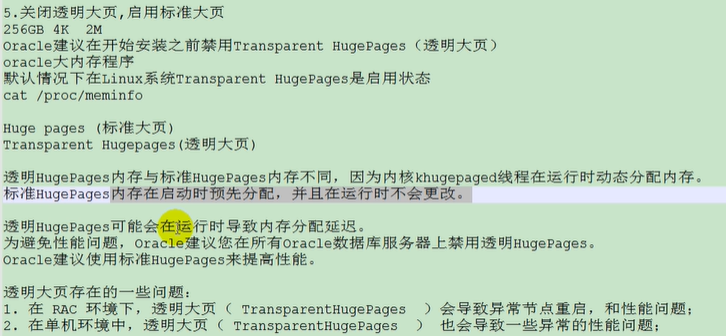 5.关闭透明大页,启用标准大页
256GB 4K  2M
Oracle建议在开始安装之前禁用Transparent HugePages（透明大页）
oracle大内存程序
默认情况下在Linux系统Transparent HugePages是启用状态
cat /proc/meminfo
Huge pages (标准大页)
Transparent Hugepages(透明大页)
透明HugePages内存与标准HugePages内存不同，因为内核khugepaged线程在运行时动态分配内存。
标准HugePages内存在启动时预先分配，并且在运行时不会更改。
透明HugePages可能会在运行时导致内存分配延迟。
为避免性能问题，Oracle建议您在所有Oracle数据库服务器上禁用透明HugePages。
Oracle建议使用标准HugePages来提高性能。
透明大页存在的一些问题：
1. 在 RAC 环境下，透明大页（ TransparentHugePages  ）会导致异常节点重启，和性能问题；
2. 在单机环境中，透明大页（ TransparentHugePages  ） 也会导致一些异常的性能问题；